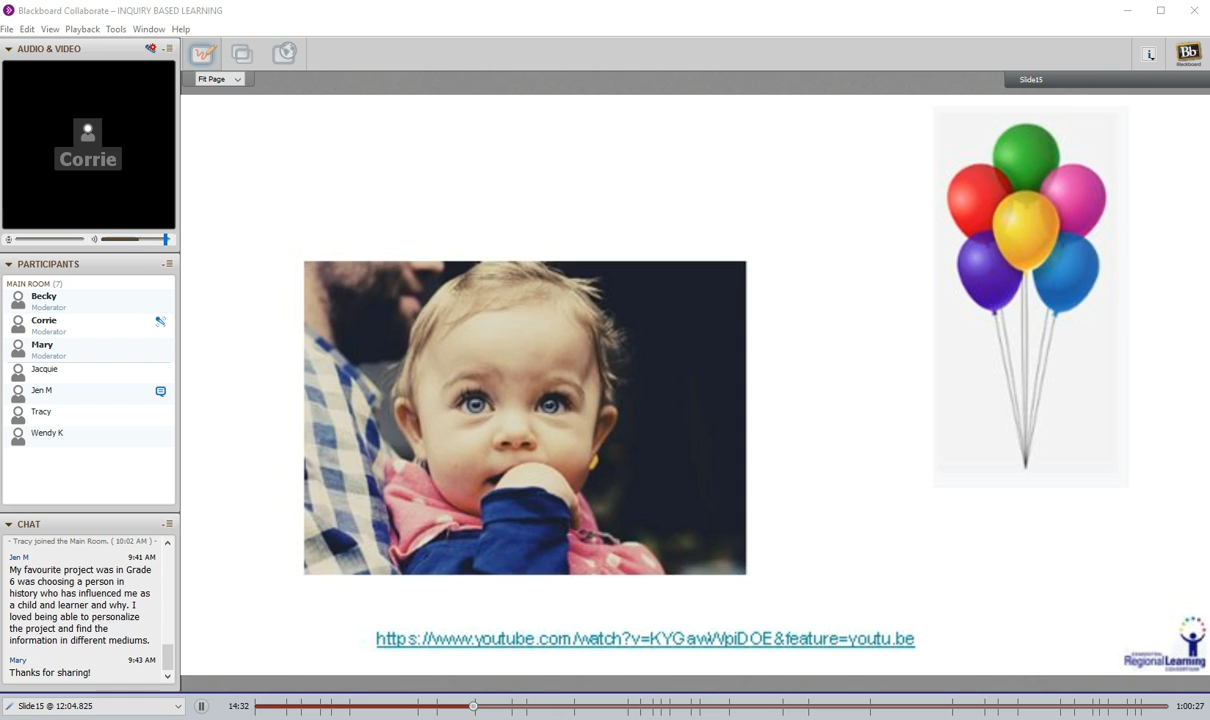 Blackboard Collaborate – INQUIRY BASED LEARNING
File Edit View Playback Tools Window Help
AUDIO & VIDEO
Corrie
PARTICIPANTS
MAIN ROOM (7)
Becky
Moderator
Corrie
Moderator
Mary
Moderator
Jacquie
Jen M
Tracy
Wendy K
CHAT
- Tracy joined the Main Room. ( 10:02 AM ) -
Jen M 9:41 AM
My favourite project was in Grade
6 was choosing a person in
history who has influenced me as
a child and learner and why. I
loved being able to personalize
the project and find the
information in different mediums.
Mary 9:43 AM
Thanks for sharing!
Fit Page
Slide15
Bb
Blackboard
https://www.youtube.com/watch?v=KYGawWpiDOE&feature=youtu.be
Regional Learning
Slide15 @ 12:04.825
14:32
1:00:27